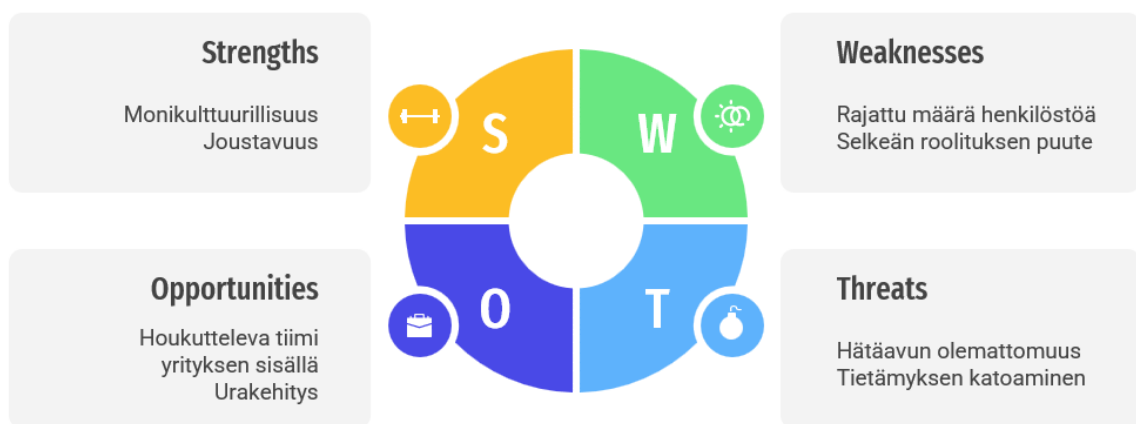 Strengths
Monikulttuurillisuus
Joustavuus
S
W
Weaknesses
Rajattu määrä henkilöstöä
Selkeän roolituksen puute
Opportunities
Houkutteleva tiimi
yrityksen sisällä
Urakehitys
O
T
Threats
Hätäavun olemattomuus
Tietämyksen katoaminen